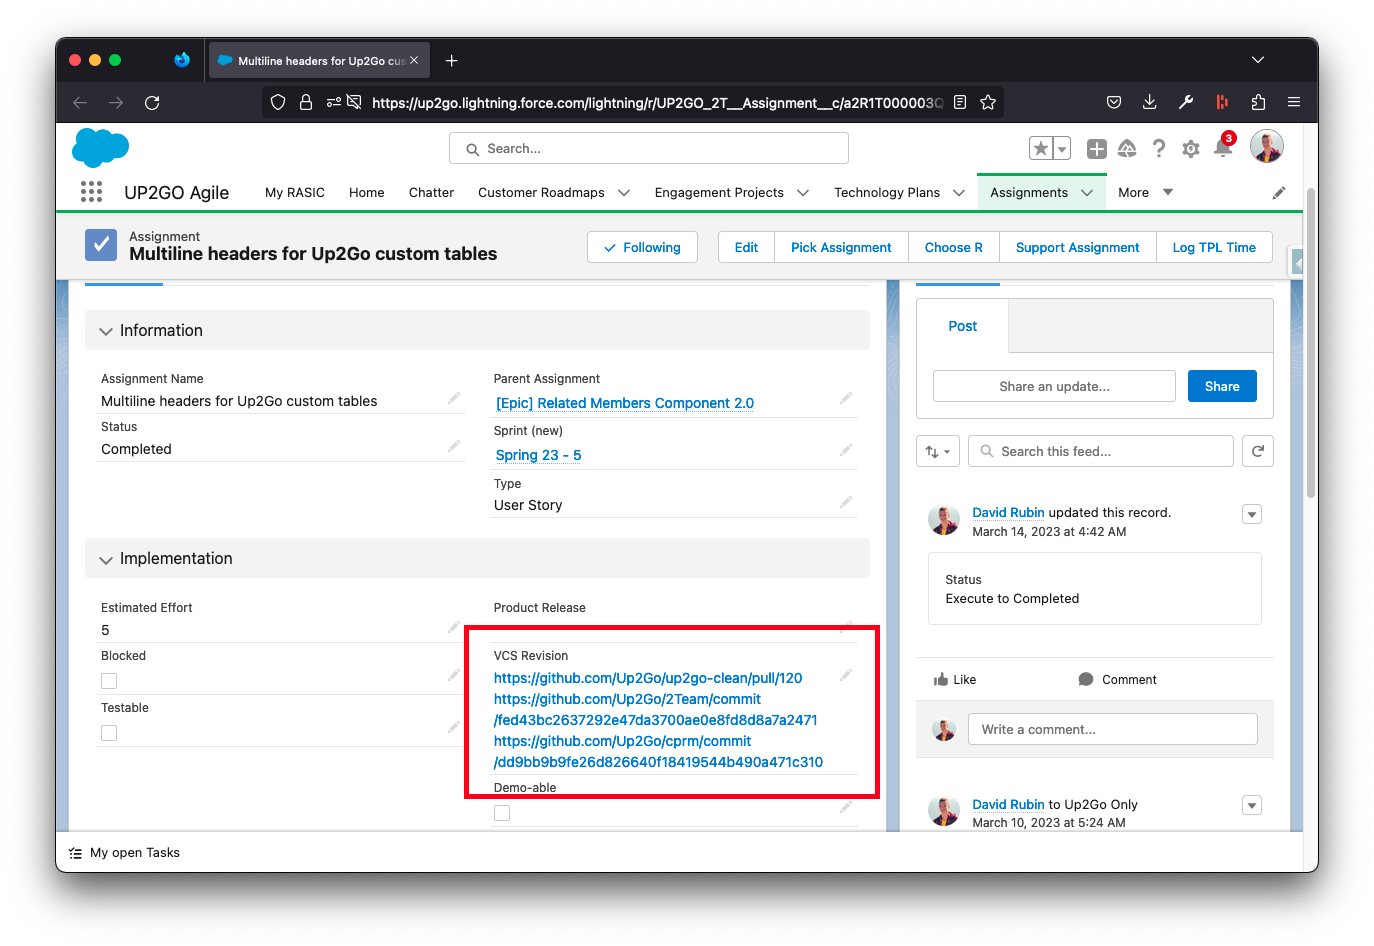 Multiline headers for Up2Go cus
https://up2go.lightning.force.com/lightning/r/UP2GO_2T__Assignment__c/a2R1T000003Q
Search...
3
UP2GO Agile
My RASIC
Home
Chatter
Customer Roadmaps
Engagement Projects
Technology Plans
Assignments
More
Assignment
Multiline headers for Up2Go custom tables
Following
Edit
Pick Assignment
Choose R
Support Assignment
Log TPL Time
Information
Assignment Name
Multiline headers for Up2Go custom tables
Status
Completed
Parent Assignment
[Epic] Related Members Component 2.0
Sprint (new)
Spring 23 - 5
Type
User Story
Implementation
Estimated Effort
5
Blocked
Testable
Product Release
VCS Revision
https://github.com/Up2Go/up2go-clean/pull/120
https://github.com/Up2Go/2Team/commit
/fed43bc2637292e47da3700ae0e8fd8d8a7a2471
https://github.com/Up2Go/cprm/commit
/dd9bb9b9fe26d826640f18419544b490a471c310
Demo-able
Post
Share an update...
Share
Search this feed...
David Rubin updated this record.
March 14, 2023 at 4:42 AM
Status
Execute to Completed
Like
Comment
Write a comment...
David Rubin to Up2Go Only
March 10, 2023 at 5:24 AM
My open Tasks